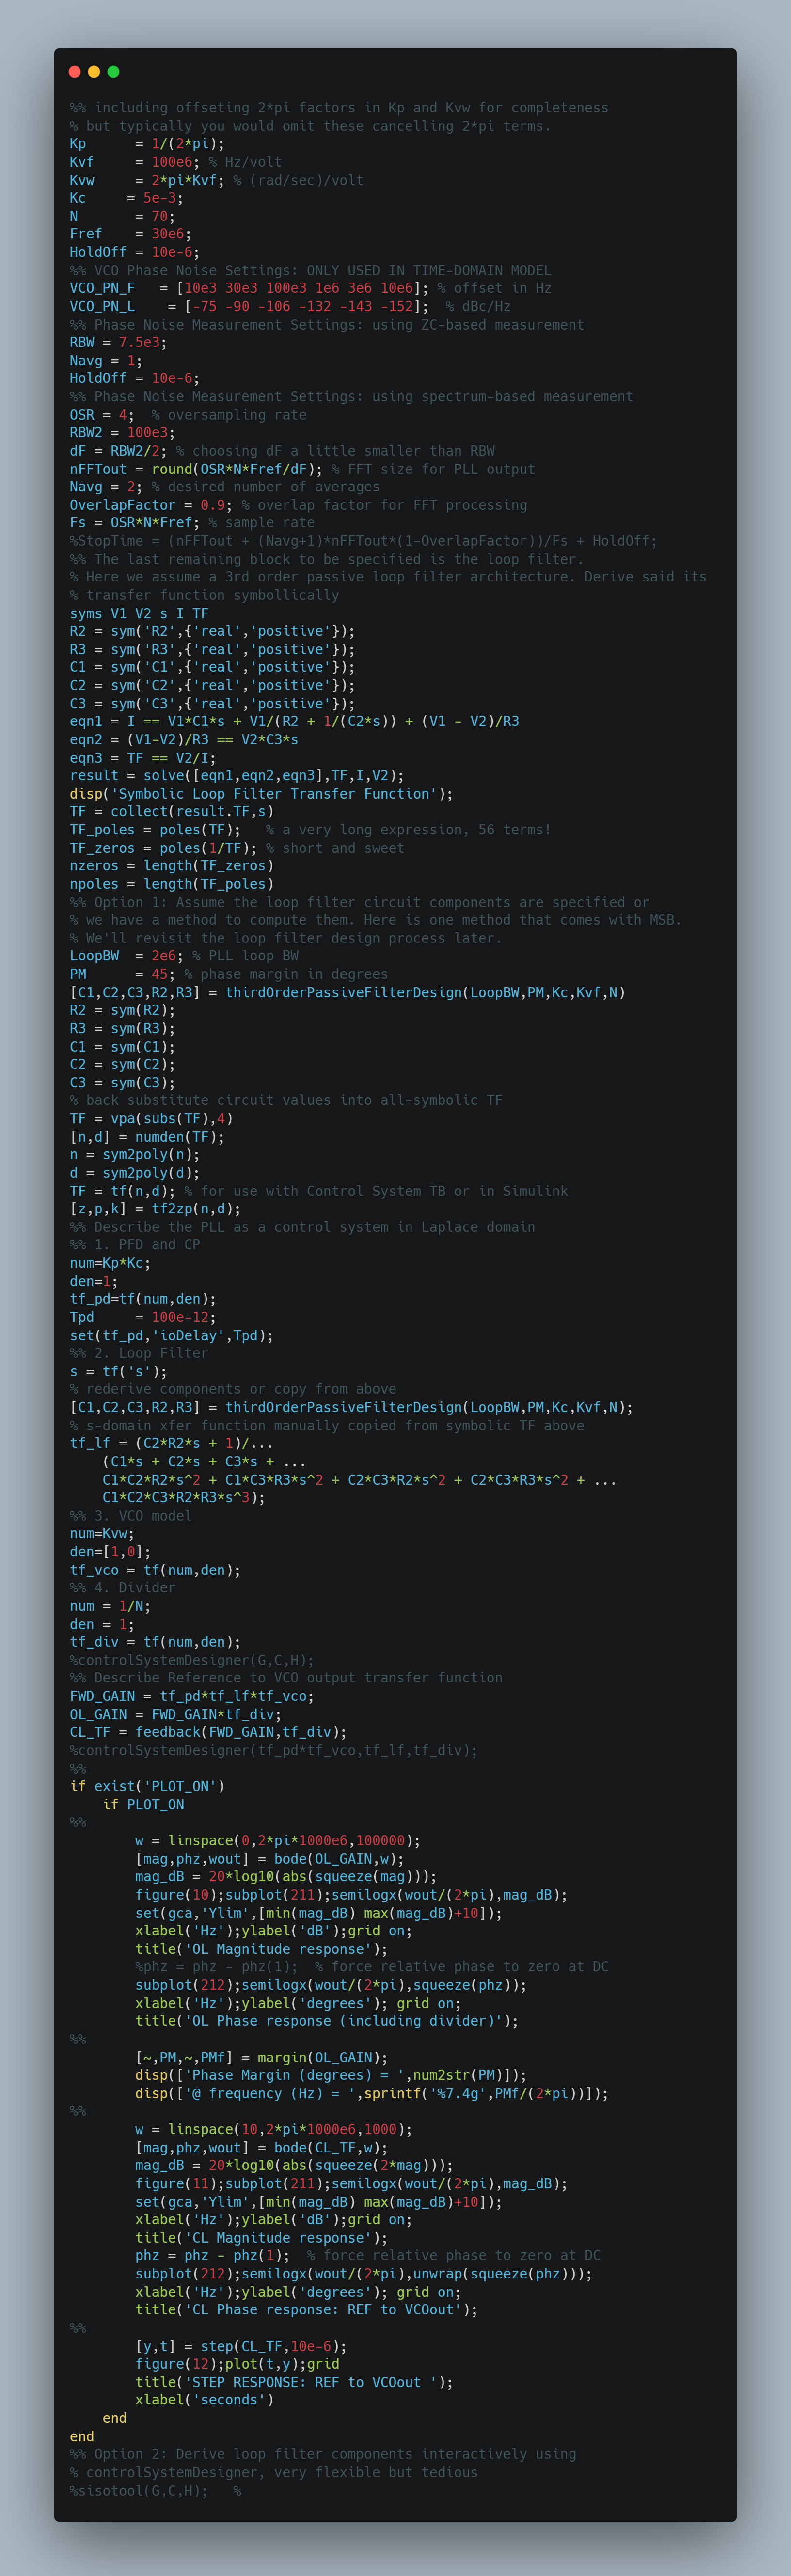 %% including offseting 2*pi factors in Kp and Kvw for completeness
% but typically you would omit these cancelling 2*pi terms.
Kp      = 1/(2*pi);
Kvf     = 100e6; % Hz/volt
Kvw     = 2*pi*Kvf; % (rad/sec)/volt
Kc     = 5e-3;
N       = 70;
Fref    = 30e6;
HoldOff = 10e-6;
%% VCO Phase Noise Settings: ONLY USED IN TIME-DOMAIN MODEL
VCO_PN_F   = [10e3 30e3 100e3 1e6 3e6 10e6]; % offset in Hz
VCO_PN_L    = [-75 -90 -106 -132 -143 -152];  % dBc/Hz
%% Phase Noise Measurement Settings: using ZC-based measurement
RBW = 7.5e3;
Navg = 1;
HoldOff = 10e-6;
%% Phase Noise Measurement Settings: using spectrum-based measurement
OSR = 4;  % oversampling rate
RBW2 = 100e3;
dF = RBW2/2; % choosing dF a little smaller than RBW
nFFTout = round(OSR*N*Fref/dF); % FFT size for PLL output
Navg = 2; % desired number of averages
OverlapFactor = 0.9; % overlap factor for FFT processing
Fs = OSR*N*Fref; % sample rate
%StopTime = (nFFTout + (Navg+1)*nFFTout*(1-OverlapFactor))/Fs + HoldOff;
%% The last remaining block to be specified is the loop filter.
% Here we assume a 3rd order passive loop filter architecture. Derive said its
% transfer function symbollically
syms V1 V2 s I TF
R2 = sym('R2',{'real','positive'});
R3 = sym('R3',{'real','positive'});
C1 = sym('C1',{'real','positive'});
C2 = sym('C2',{'real','positive'});
C3 = sym('C3',{'real','positive'});
eqn1 = I == V1*C1*s + V1/(R2 + 1/(C2*s)) + (V1 - V2)/R3
eqn2 = (V1-V2)/R3 == V2*C3*s
eqn3 = TF == V2/I;
result = solve([eqn1,eqn2,eqn3],TF,I,V2);
disp('Symbolic Loop Filter Transfer Function');
TF = collect(result.TF,s)
TF_poles = poles(TF);   % a very long expression, 56 terms!
TF_zeros = poles(1/TF); % short and sweet
nzeros = length(TF_zeros)
npoles = length(TF_poles)
%% Option 1: Assume the loop filter circuit components are specified or
% we have a method to compute them. Here is one method that comes with MSB.
% We'll revisit the loop filter design process later.
LoopBW  = 2e6; % PLL loop BW
PM      = 45; % phase margin in degrees
[C1,C2,C3,R2,R3] = thirdOrderPassiveFilterDesign(LoopBW,PM,Kc,Kvf,N)
R2 = sym(R2);
R3 = sym(R3);
C1 = sym(C1);
C2 = sym(C2);
C3 = sym(C3);
% back substitute circuit values into all-symbolic TF
TF = vpa(subs(TF),4)
[n,d] = numden(TF);
n = sym2poly(n);
d = sym2poly(d);
TF = tf(n,d); % for use with Control System TB or in Simulink
[z,p,k] = tf2zp(n,d);
%% Describe the PLL as a control system in Laplace domain
%% 1. PFD and CP
num=Kp*Kc;
den=1;
tf_pd=tf(num,den);
Tpd     = 100e-12;
set(tf_pd,'ioDelay',Tpd);
%% 2. Loop Filter
s = tf('s');
% rederive components or copy from above
[C1,C2,C3,R2,R3] = thirdOrderPassiveFilterDesign(LoopBW,PM,Kc,Kvf,N);
% s-domain xfer function manually copied from symbolic TF above
tf_lf = (C2*R2*s + 1)/...
    (C1*s + C2*s + C3*s + ...
    C1*C2*R2*s^2 + C1*C3*R3*s^2 + C2*C3*R2*s^2 + C2*C3*R3*s^2 + ...
    C1*C2*C3*R2*R3*s^3);
%% 3. VCO model
num=Kvw;
den=[1,0];
tf_vco = tf(num,den);
%% 4. Divider
num = 1/N;
den = 1;
tf_div = tf(num,den);
%controlSystemDesigner(G,C,H);
%% Describe Reference to VCO output transfer function
FWD_GAIN = tf_pd*tf_lf*tf_vco;
OL_GAIN = FWD_GAIN*tf_div;
CL_TF = feedback(FWD_GAIN,tf_div);
%controlSystemDesigner(tf_pd*tf_vco,tf_lf,tf_div);
%%
if exist('PLOT_ON')
    if PLOT_ON
%%
        w = linspace(0,2*pi*1000e6,100000);
        [mag,phz,wout] = bode(OL_GAIN,w);
        mag_dB = 20*log10(abs(squeeze(mag)));
        figure(10);subplot(211);semilogx(wout/(2*pi),mag_dB);
        set(gca,'Ylim',[min(mag_dB) max(mag_dB)+10]);
        xlabel('Hz');ylabel('dB');grid on;
        title('OL Magnitude response');
        %phz = phz - phz(1);  % force relative phase to zero at DC
        subplot(212);semilogx(wout/(2*pi),squeeze(phz));
        xlabel('Hz');ylabel('degrees'); grid on;
        title('OL Phase response (including divider)');
%%
        [~,PM,~,PMf] = margin(OL_GAIN);
        disp(['Phase Margin (degrees) = ',num2str(PM)]);
        disp(['@ frequency (Hz) = ',sprintf('%7.4g',PMf/(2*pi))]);
%%
        w = linspace(10,2*pi*1000e6,1000);
        [mag,phz,wout] = bode(CL_TF,w);
        mag_dB = 20*log10(abs(squeeze(2*mag)));
        figure(11);subplot(211);semilogx(wout/(2*pi),mag_dB);
        set(gca,'Ylim',[min(mag_dB) max(mag_dB)+10]);
        xlabel('Hz');ylabel('dB');grid on;
        title('CL Magnitude response');
        phz = phz - phz(1);  % force relative phase to zero at DC
        subplot(212);semilogx(wout/(2*pi),unwrap(squeeze(phz)));
        xlabel('Hz');ylabel('degrees'); grid on;
        title('CL Phase response: REF to VCOout');
%%
        [y,t] = step(CL_TF,10e-6);
        figure(12);plot(t,y);grid
        title('STEP RESPONSE: REF to VCOout ');
        xlabel('seconds')
    end
end
%% Option 2: Derive loop filter components interactively using
% controlSystemDesigner, very flexible but tedious
%sisotool(G,C,H);   %